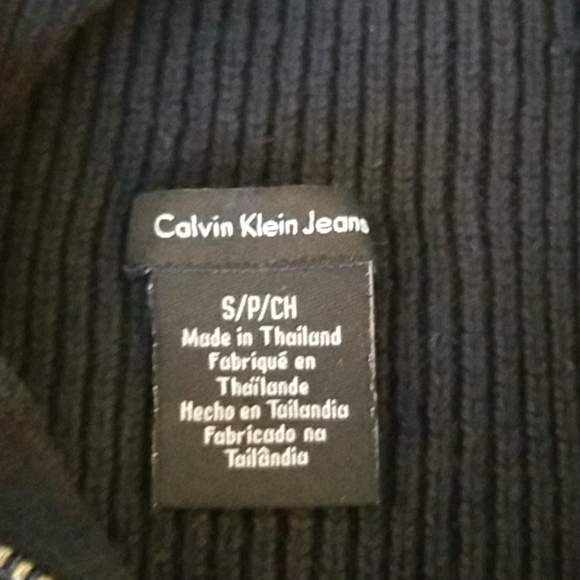 Calvin Klein Jeans
S/P/CH
Made in Thailand
Fabriqué en
Thaïlande
Hecho en Tailandia
Fabricado na
Tailândia